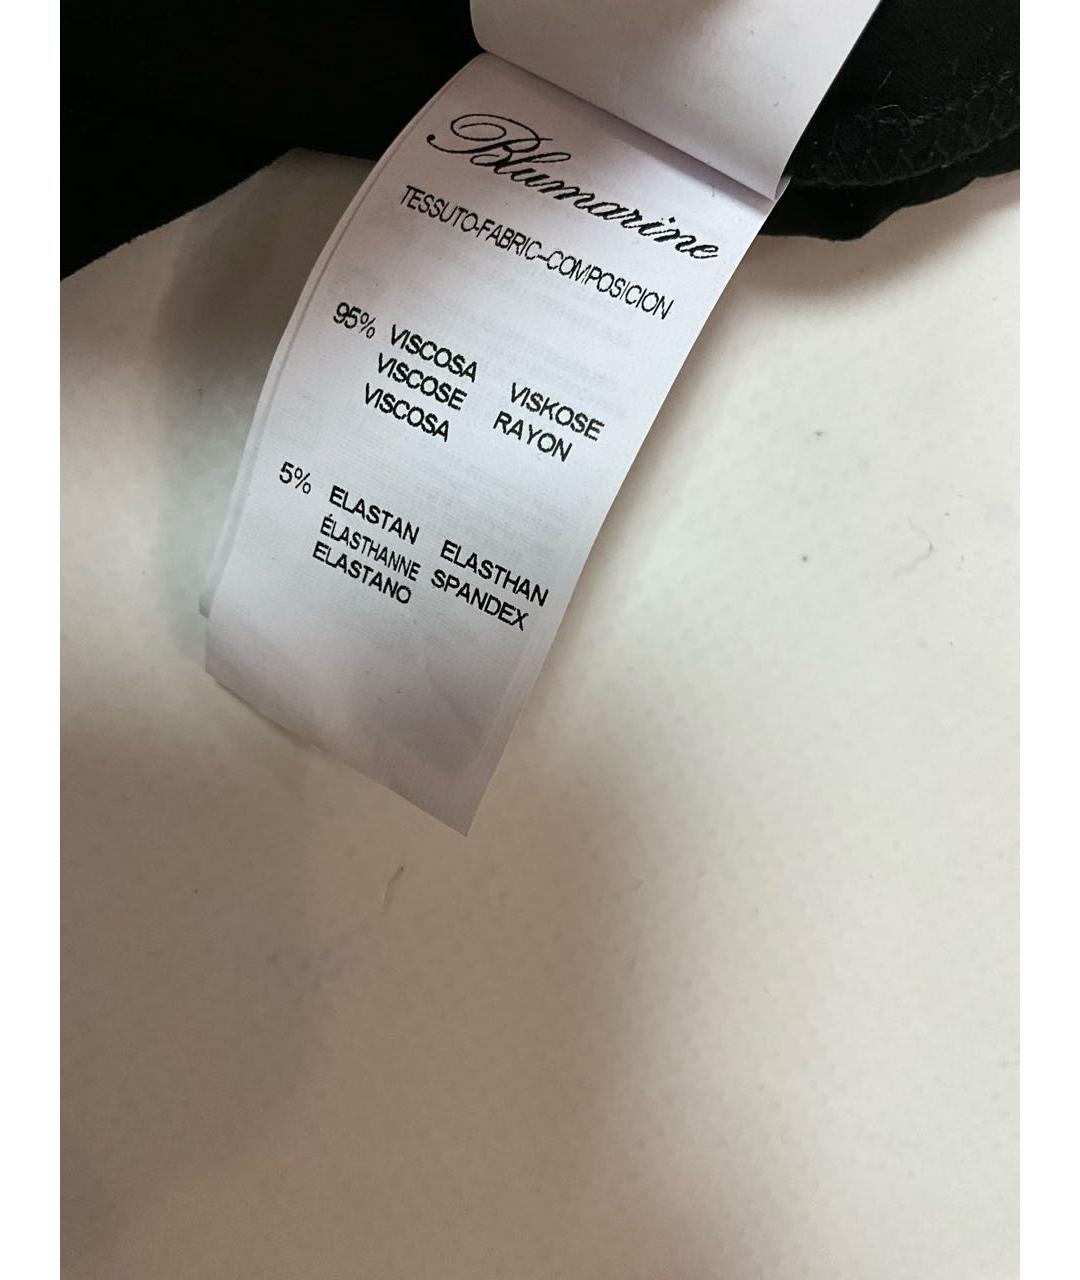 Blumarine
TESSUTO-FABRIC-COMPOSICION
95% VISCOSA VISKOSE
VISCOSE RAYON
VISCOSA
5% ELASTAN ELASTHAN
ÉLASTHANNE SPANDEX
ELASTANO